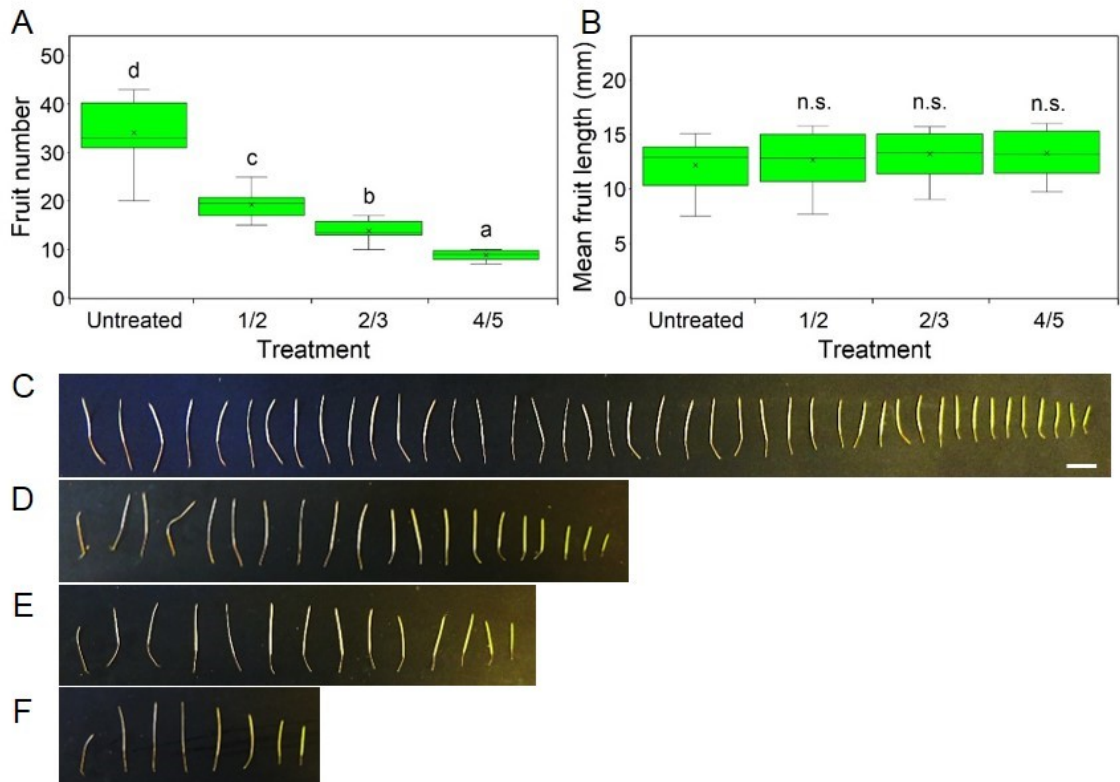 A
Fruit number
50
40
30
20
10
0
d
c
b
a
Untreated 1/2 2/3 4/5
Treatment
B
Mean fruit length (mm)
20
15
10
5
0
n.s. n.s. n.s.
Untreated 1/2 2/3 4/5
Treatment
C
D
E
F